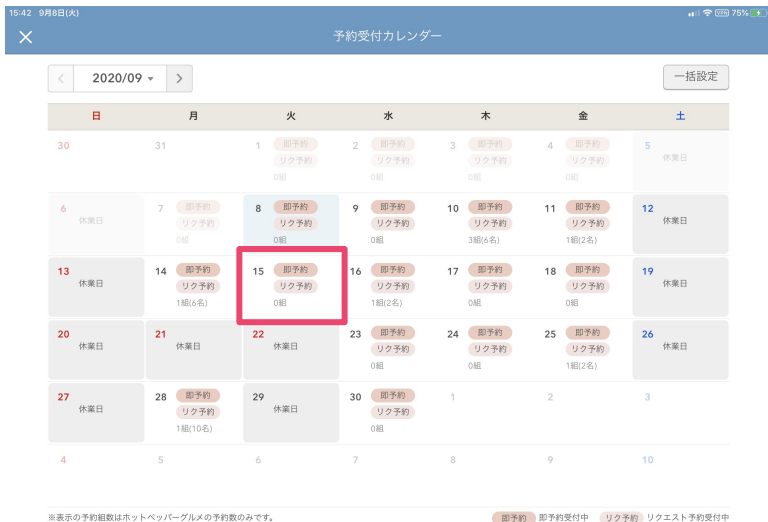 15:42 9月8日(火) VPN 75%
予約受付カレンダー
2020/09 一括設定
日 月 火 水 木 金 土
30 31 1 即予約 2 即予約 3 即予約 4 即予約 5
リク予約 リク予約 リク予約 リク予約 休業日
0組 0組 0組 0組
6 7 即予約 8 即予約 9 即予約 10 即予約 11 即予約 12
休業日 リク予約 リク予約 リク予約 リク予約 リク予約 休業日
0組 0組 0組 3組(6名) 1組(2名)
13 14 即予約 15 即予約 16 即予約 17 即予約 18 即予約 19
休業日 リク予約 リク予約 リク予約 リク予約 リク予約 休業日
1組(6名) 0組 1組(2名) 0組 0組
20 21 22 23 即予約 24 即予約 25 即予約 26
休業日 休業日 休業日 リク予約 リク予約 リク予約 休業日
0組 0組 1組(2名)
27 28 即予約 29 30 即予約 1 2 3
休業日 リク予約 休業日 リク予約
1組(10名) 0組
4 5 6 7 8 9 10
※表示の予約組数はホットペッパーグルメの予約数のみです。 即予約 即予約受付中 リク予約 リクエスト予約受付中